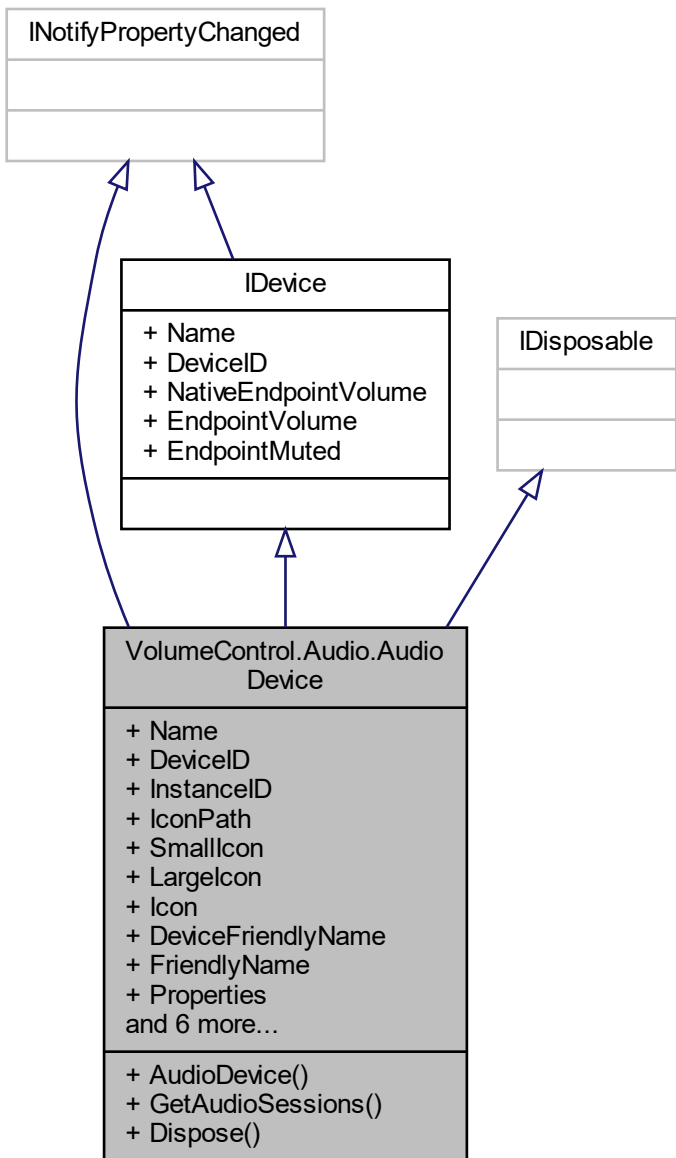 INotifyPropertyChanged
IDevice
+ Name
+ DeviceID
+ NativeEndpointVolume
+ EndpointVolume
+ EndpointMuted
IDisposable
VolumeControl.Audio.Audio
Device
+ Name
+ DeviceID
+ InstanceID
+ IconPath
+ SmallIcon
+ LargeIcon
+ Icon
+ DeviceFriendlyName
+ FriendlyName
+ Properties
and 6 more...
+ AudioDevice()
+ GetAudioSessions()
+ Dispose()